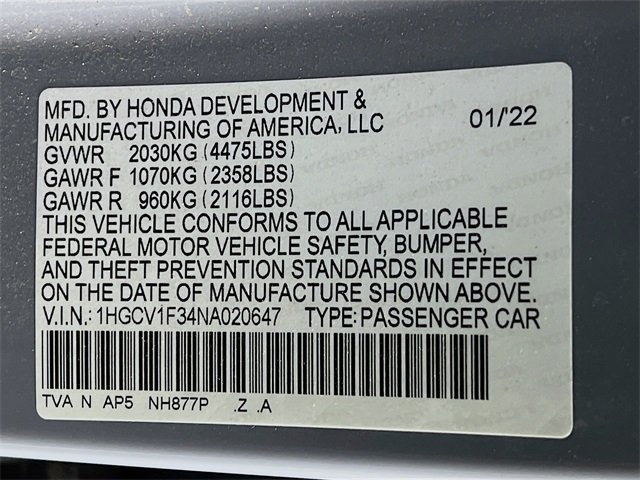 MFD. BY HONDA DEVELOPMENT &
MANUFACTURING OF AMERICA, LLC 01/'22
GVWR 2030KG (4475LBS)
GAWR F 1070KG (2358LBS)
GAWR R 960KG (2116LBS)
THIS VEHICLE CONFORMS TO ALL APPLICABLE
FEDERAL MOTOR VEHICLE SAFETY, BUMPER,
AND THEFT PREVENTION STANDARDS IN EFFECT
ON THE DATE OF MANUFACTURE SHOWN ABOVE.
V.I.N.: 1HGCV1F34NA020647 TYPE: PASSENGER CAR
TVA N AP5 NH877P .Z .A